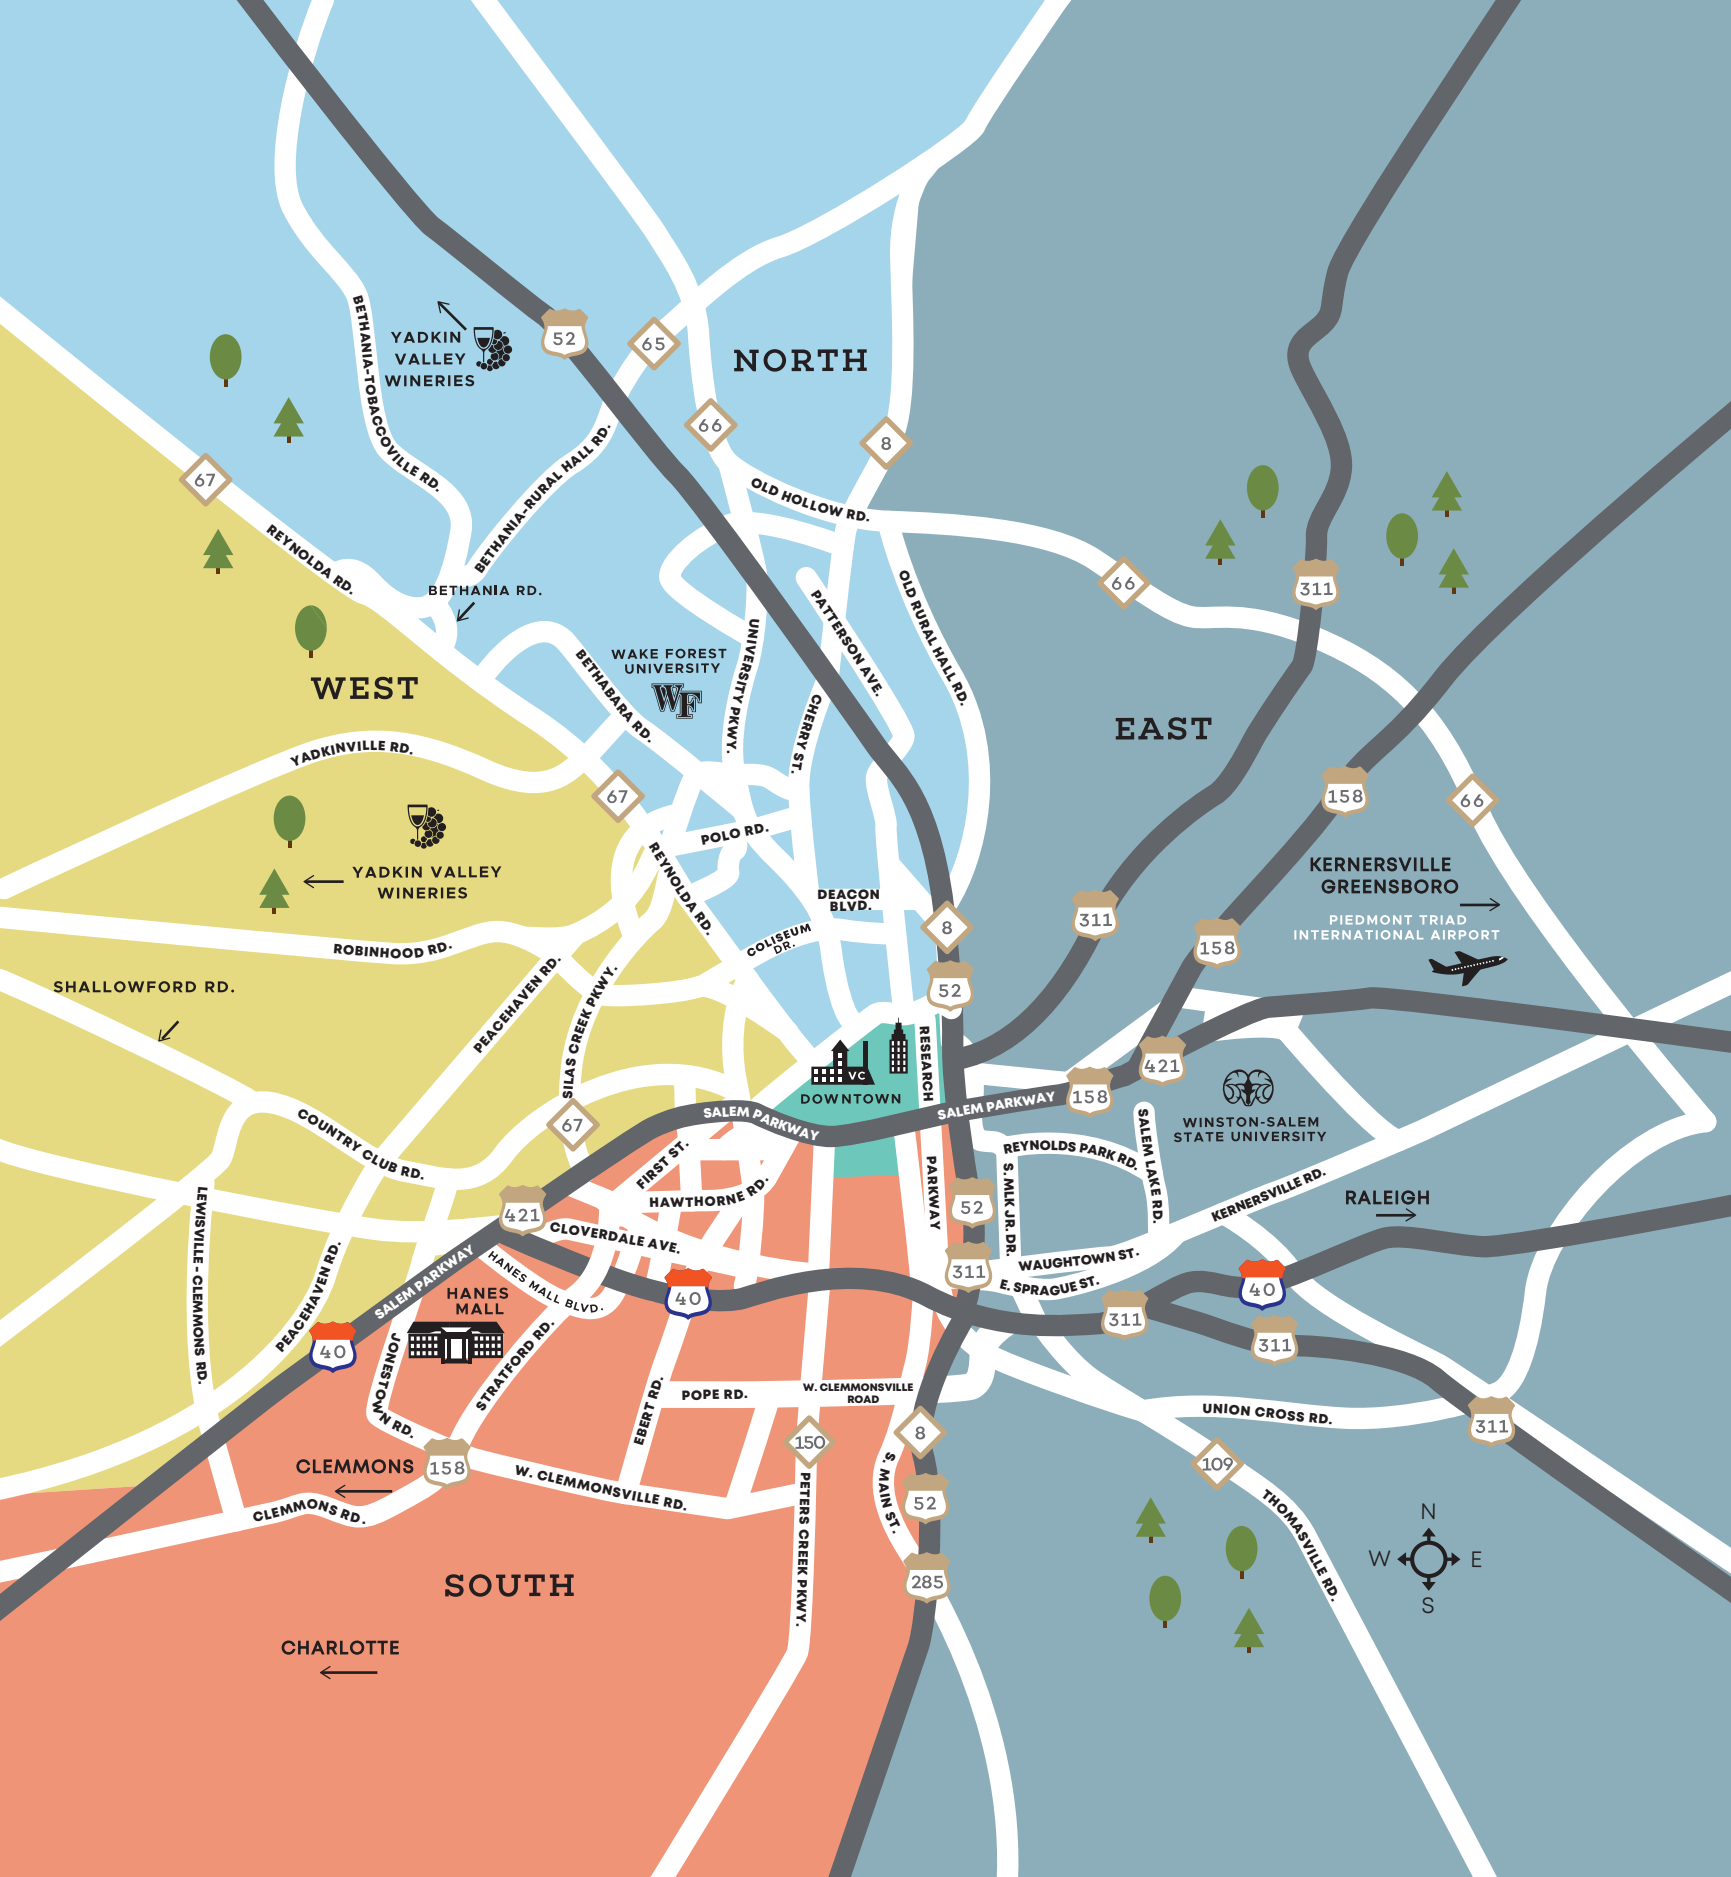 BETHANIA-TOBACCOVILLE RD.
YADKIN
VALLEY
WINERIES
52
65
NORTH
66
8
67
BETHANIA-RURAL HALL RD.
OLD HOLLOW RD.
REYNOLDA RD.
BETHANIA RD.
66
311
OLD RURAL HALL RD.
PATTERSON AVE.
UNIVERSITY PKWY.
WAKE FOREST
UNIVERSITY
WF
BETHABARA RD.
CHERRY ST.
WEST
EAST
YADKINVILLE RD.
67
158
66
POLO RD.
REYNOLDA RD.
YADKIN VALLEY
WINERIES
KERNERSVILLE
GREENSBORO
PIEDMONT TRIAD
INTERNATIONAL AIRPORT
DEACON
BLVD.
COLISEUM
DR.
8
311
158
ROBINHOOD RD.
PEACEHAVEN RD.
SILAS CREEK PKWY.
SHALLOWFORD RD.
52
RESEARCH
PARKWAY
VC
DOWNTOWN
421
158
WINSTON-SALEM
STATE UNIVERSITY
SALEM PARKWAY
SALEM PARKWAY
67
COUNTRY CLUB RD.
FIRST ST.
HAWTHORNE RD.
REYNOLDS PARK RD.
SALEM LAKE RD.
S. MLK JR. DR.
KERNERSVILLE RD.
RALEIGH
421
CLOVERDALE AVE.
52
311
WAUGHTOWN ST.
E. SPRAGUE ST.
LEWISVILLE - CLEMMONS RD.
PEACEHAVEN RD.
SALEM PARKWAY
HANES MALL BLVD.
HANES
MALL
40
40
40
311
311
JONESTOWN RD.
STRATFORD RD.
EBERT RD.
POPE RD.
W. CLEMMONSVILLE
ROAD
UNION CROSS RD.
311
150
8
109
CLEMMONS
158
W. CLEMMONSVILLE RD.
CLEMMONS RD.
PETERS CREEK PKWY.
S. MAIN ST.
52
285
THOMASVILLE RD.
N
W
E
S
SOUTH
CHARLOTTE